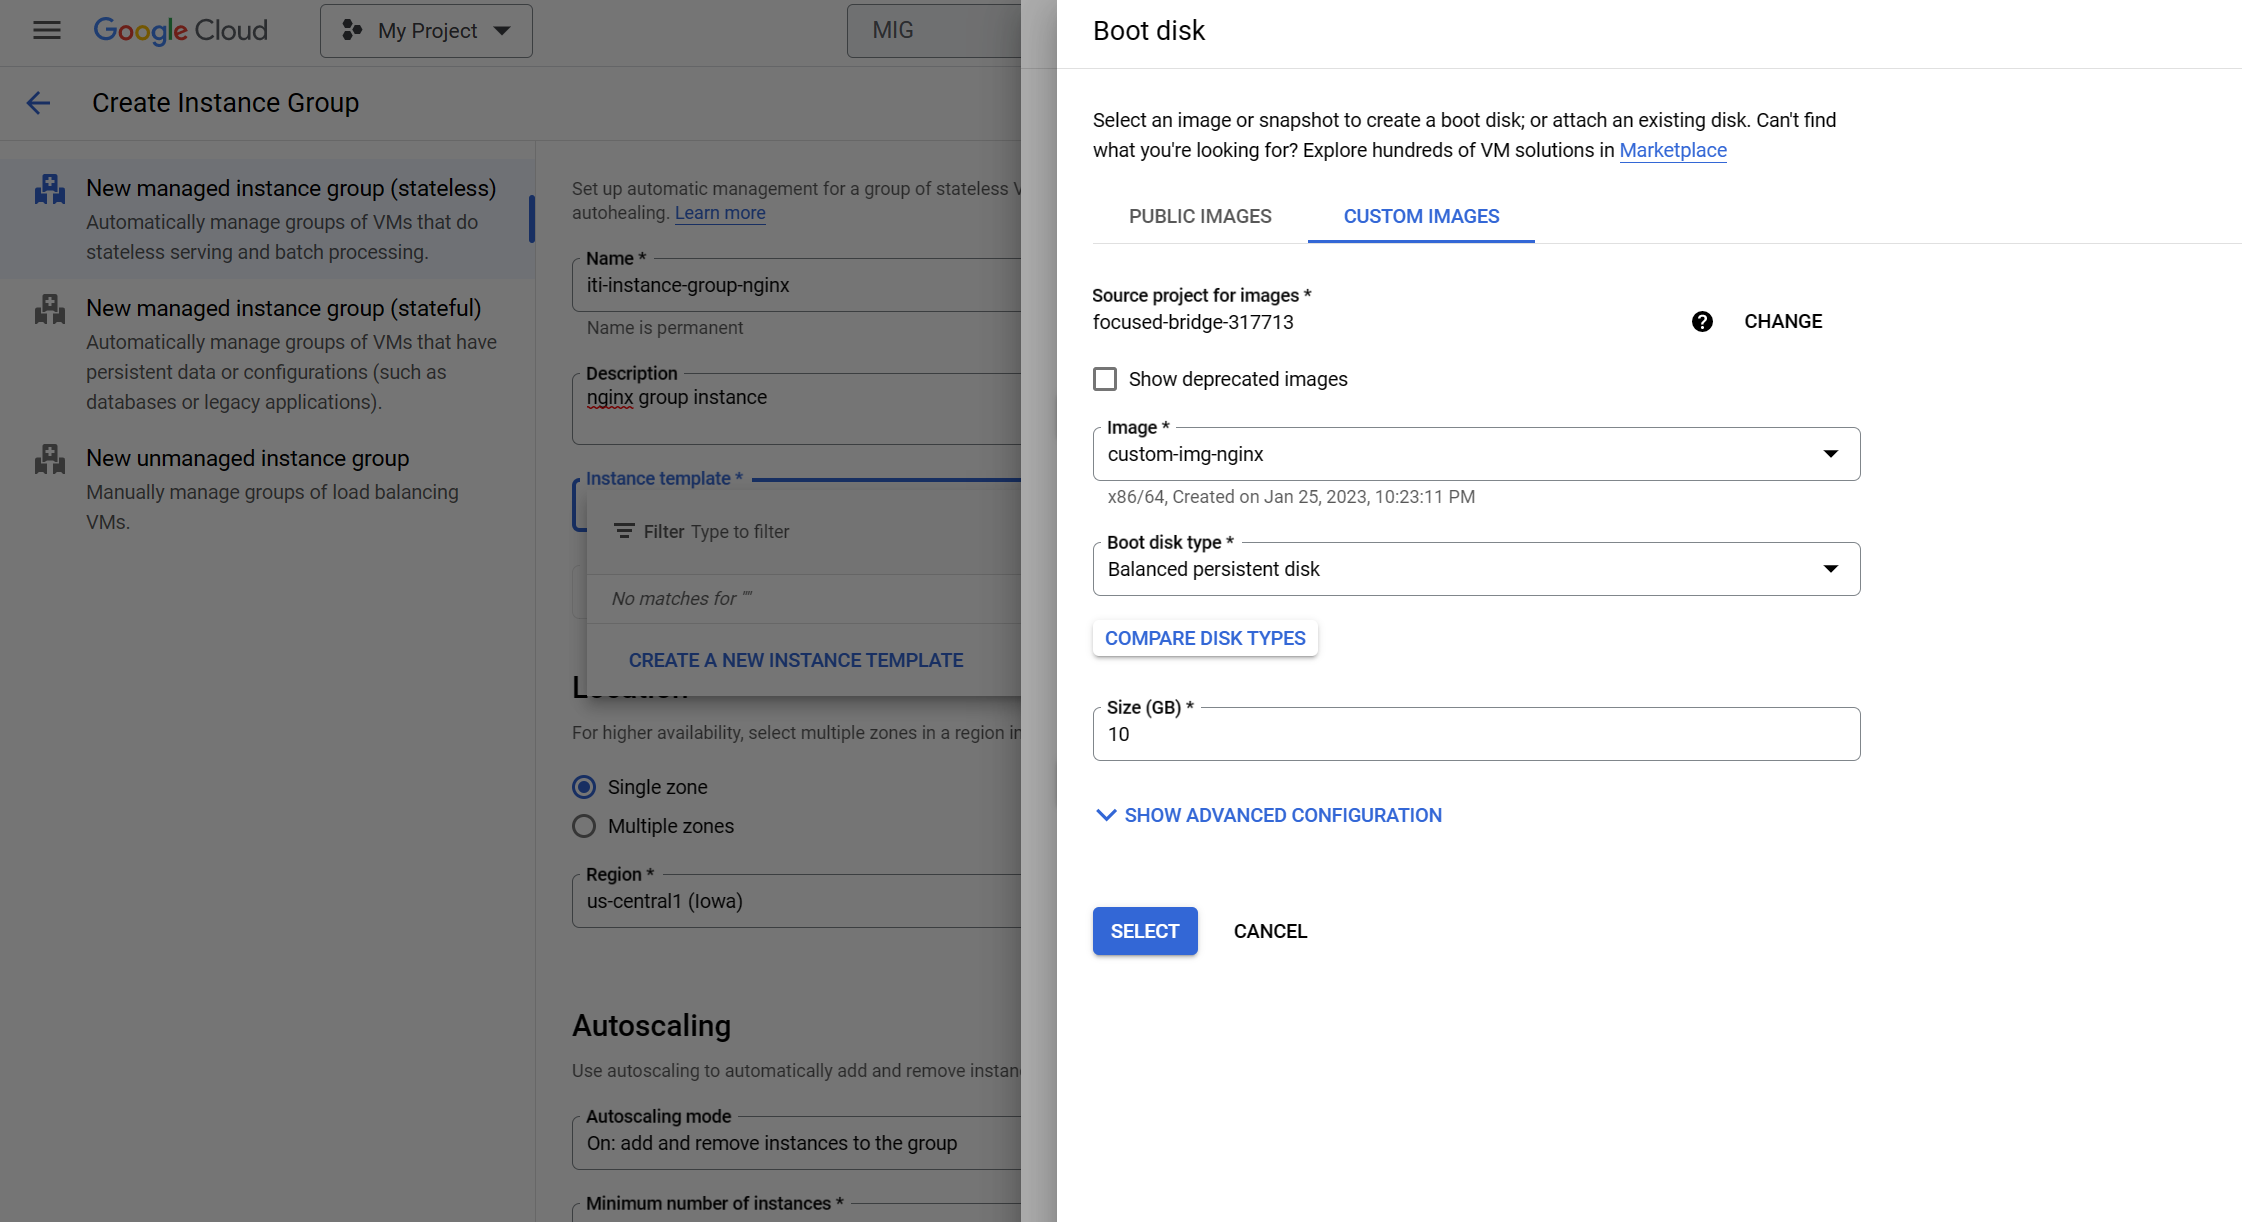 Google Cloud
My Project
MIG
Create Instance Group
New managed instance group (stateless)
Automatically manage groups of VMs that do
stateless serving and batch processing.
New managed instance group (stateful)
Automatically manage groups of VMs that have
persistent data or configurations (such as
databases or legacy applications).
New unmanaged instance group
Manually manage groups of load balancing
VMs.
Set up automatic management for a group of stateless V
autohealing. Learn more
Name *
iti-instance-group-nginx
Name is permanent
Description
nginx group instance
Instance template *
Filter Type to filter
No matches for ""
CREATE A NEW INSTANCE TEMPLATE
Location
For higher availability, select multiple zones in a region in
Single zone
Multiple zones
Region *
us-central1 (Iowa)
Autoscaling
Use autoscaling to automatically add and remove instan
Autoscaling mode
On: add and remove instances to the group
Minimum number of instances *
Boot disk
Select an image or snapshot to create a boot disk; or attach an existing disk. Can't find
what you're looking for? Explore hundreds of VM solutions in Marketplace
PUBLIC IMAGES
CUSTOM IMAGES
Source project for images *
focused-bridge-317713
?
CHANGE
Show deprecated images
Image *
custom-img-nginx
x86/64, Created on Jan 25, 2023, 10:23:11 PM
Boot disk type *
Balanced persistent disk
COMPARE DISK TYPES
Size (GB) *
10
SHOW ADVANCED CONFIGURATION
SELECT
CANCEL